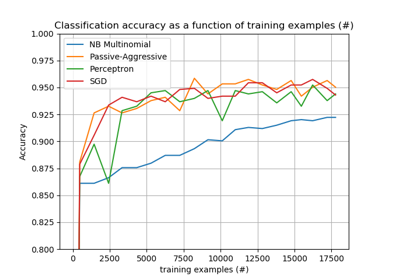 Classification accuracy as a function of training examples (#)
1.000
0.975
0.950
0.925
0.900
0.875
0.850
0.825
0.800
Accuracy
NB Multinomial
Passive-Aggressive
Perceptron
SGD
0 2500 5000 7500 10000 12500 15000 17500
training examples (#)